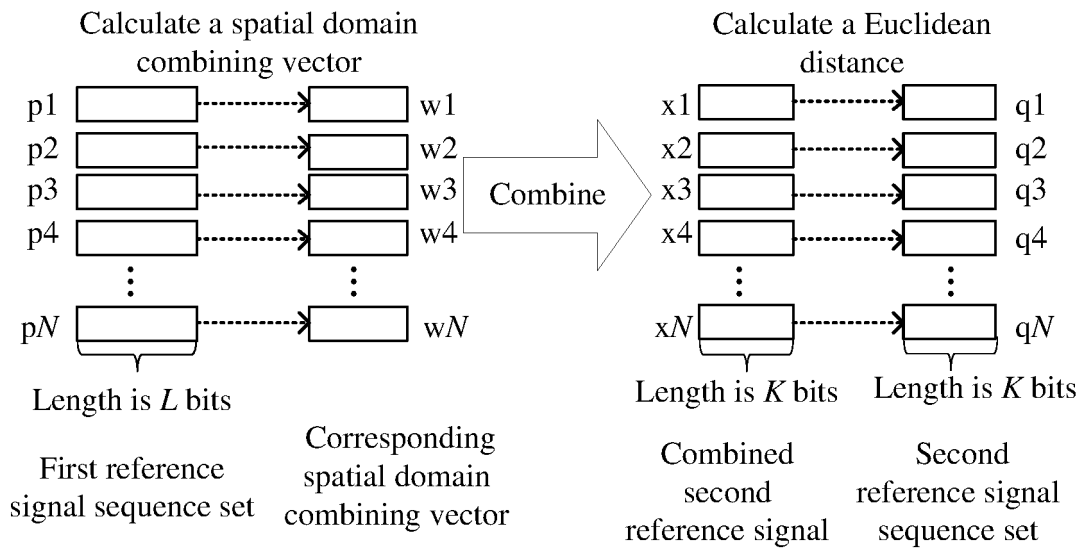 Calculate a spatial domain
combining vector
p1
w1
p2
w2
p3
w3
p4
w4
pN
wN
Length is L bits
First reference
signal sequence set
Corresponding
spatial domain
combining vector
Combine
Calculate a Euclidean
distance
x1
q1
x2
q2
x3
q3
x4
q4
xN
qN
Length is K bits
Length is K bits
Combined
second
reference signal
Second
reference signal
sequence set